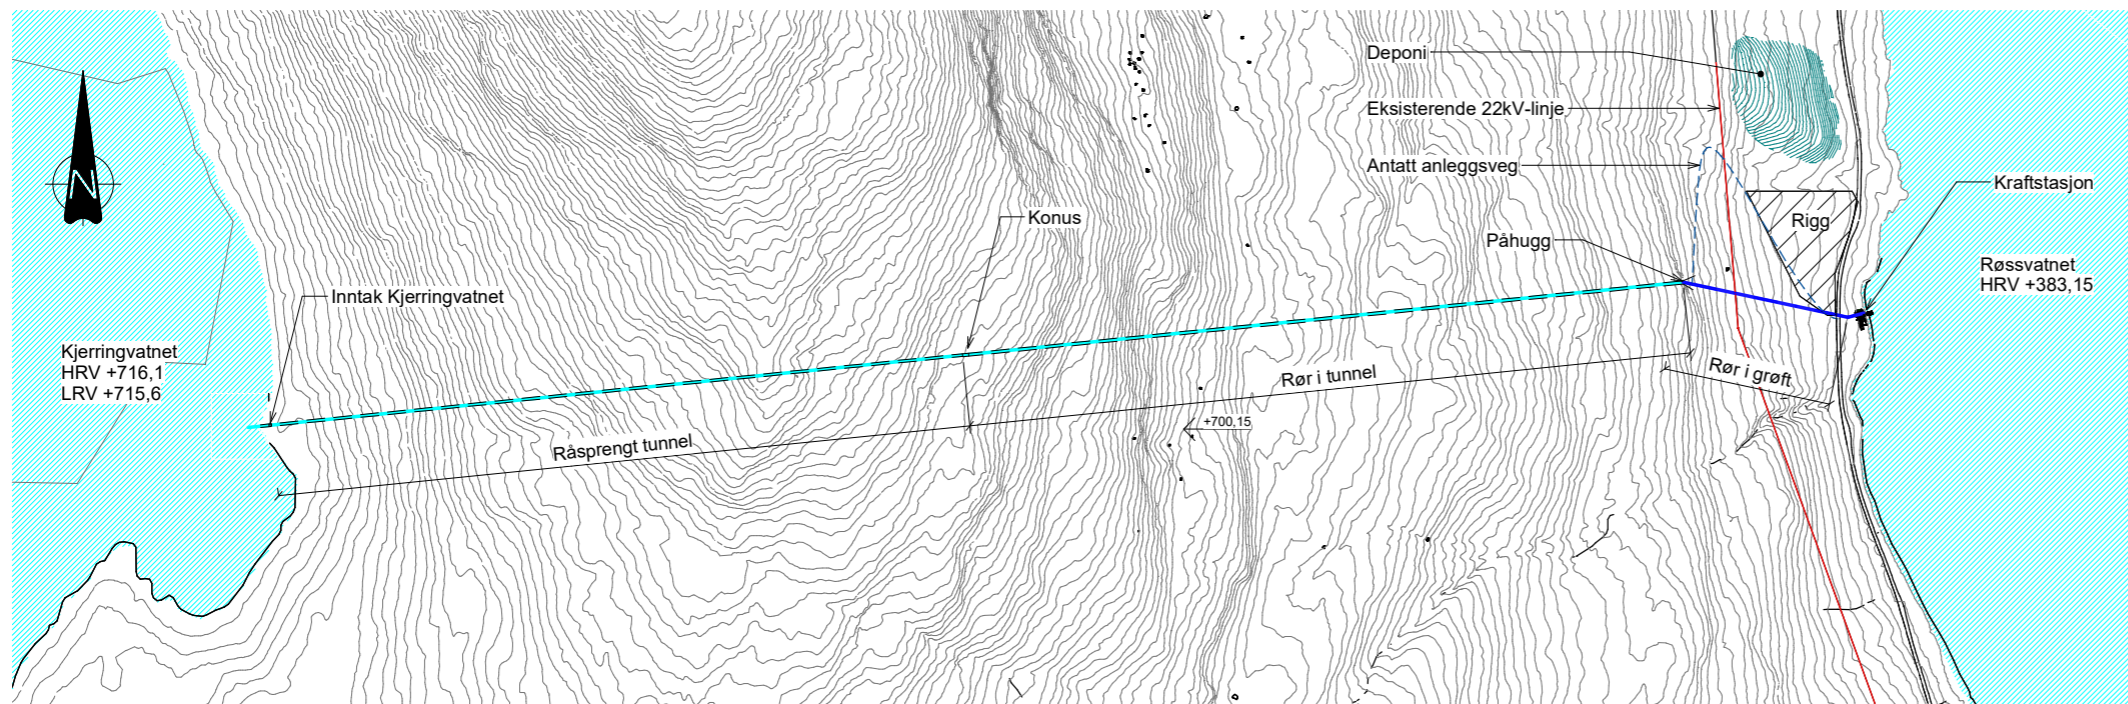 Deponi
Eksisterende 22kV-linje
Antatt anleggsveg
N
Kraftstasjon
Konus
Rigg
Påhugg
Røssvatnet
HRV +383,15
Inntak Kjerringvatnet
Kjerringvatnet
HRV +716,1
LRV +715,6
Rør i tunnel
Rør i grøft
+700,15
Råsprengt tunnel